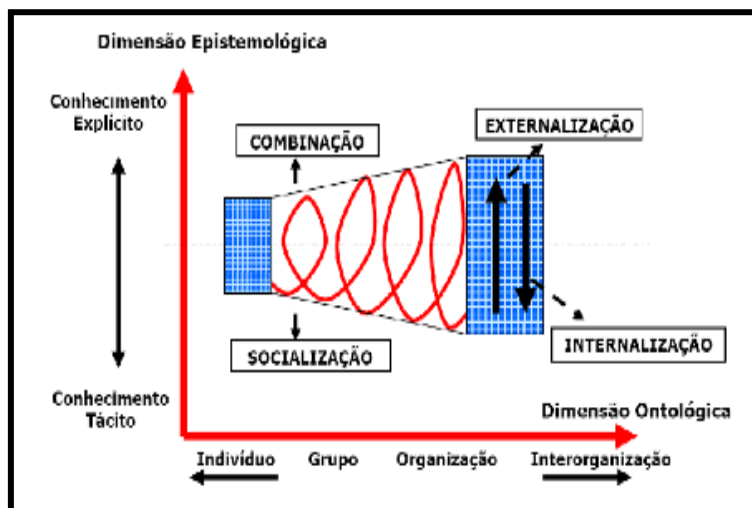 Dimensão Epistemológica
Conhecimento
Explícito
COMBINAÇÃO
EXTERNALIZAÇÃO
SOCIALIZAÇÃO
INTERNALIZAÇÃO
Conhecimento
Tácito
Dimensão Ontológica
Indivíduo Grupo Organização Interorganização